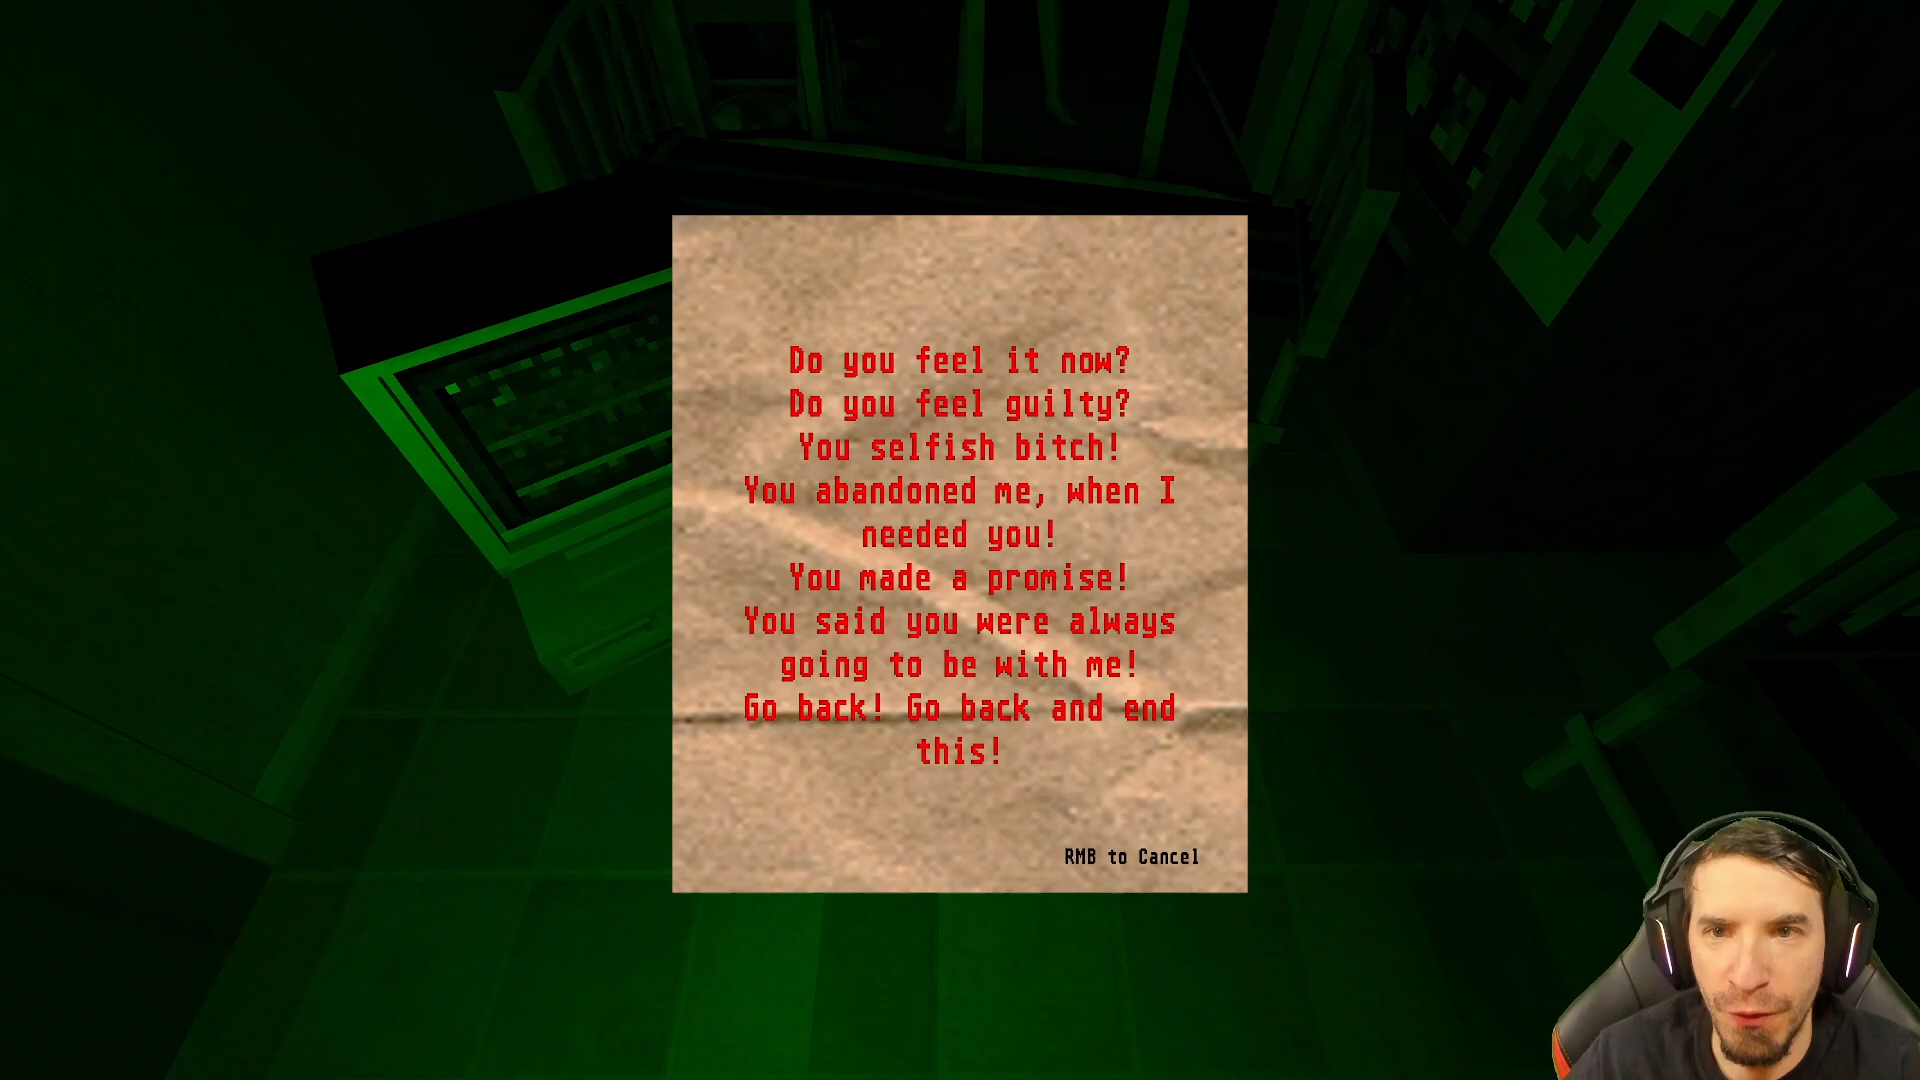 Do you feel it now?
Do you feel guilty?
You selfish bitch!
You abandoned me, when I
needed you!
You made a promise!
You said you were always
going to be with me!
Go back! Go back and end
this!
RMB to Cancel